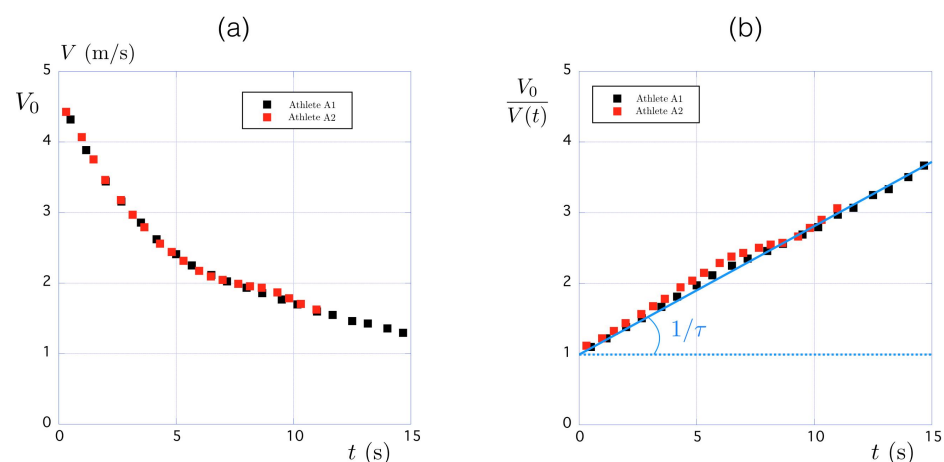 (a)
V (m/s)
5
V₀
4
3
2
1
0
0 5 10 15
t (s)
Athlete A1
Athlete A2
(b)
V₀
V(t)
5
4
3
2
1
0
0 5 10 15
t (s)
Athlete A1
Athlete A2
1/τ